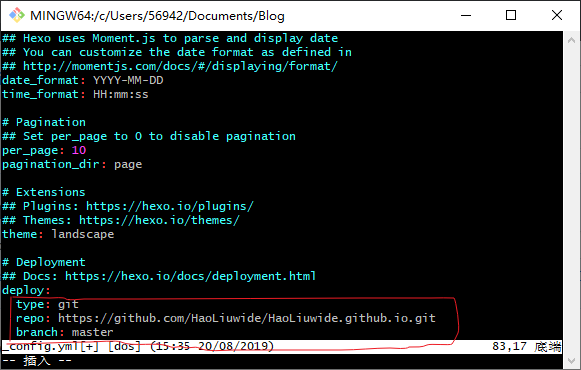 MINGW64:/c/Users/56942/Documents/Blog
## Hexo uses Moment.js to parse and display date
## You can customize the date format as defined in
## http://momentjs.com/docs/#/displaying/format/
date_format: YYYY-MM-DD
time_format: HH:mm:ss
# Pagination
## Set per_page to 0 to disable pagination
per_page: 10
pagination_dir: page
# Extensions
## Plugins: https://hexo.io/plugins/
## Themes: https://hexo.io/themes/
theme: landscape
# Deployment
## Docs: https://hexo.io/docs/deployment.html
deploy:
  type: git
  repo: https://github.com/HaoLiuwide/HaoLiuwide.github.io.git
  branch: master
_config.yml[+] [dos] (15:35 20/08/2019) 83,17 底端
-- 插入 --